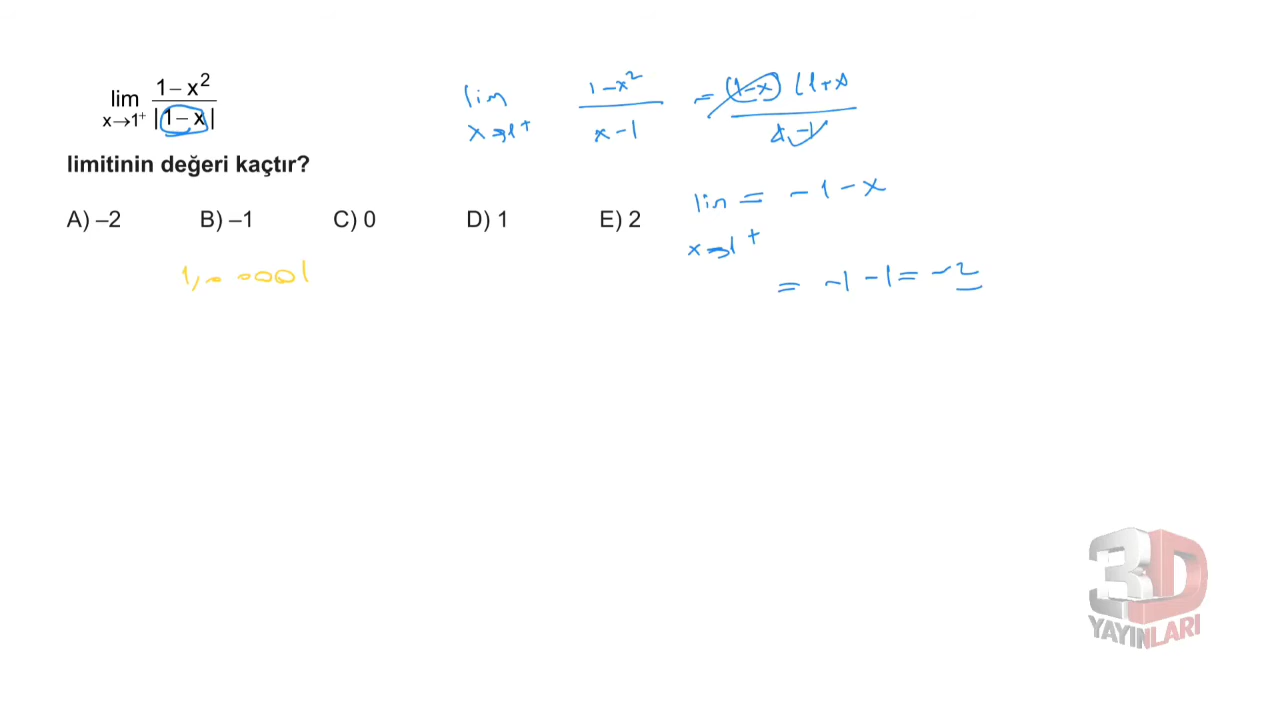 lim x→1⁺ 1−x² / |1−x|
limitinin değeri kaçtır?
A) −2 B) −1 C) 0 D) 1 E) 2
1,00001
lim x→1⁺ 1−x² / x−1 = (1−x) (1+x / x−1
lim x→1⁺ = −1−x
= −1 −1 = −2
3D
YAYINLARI